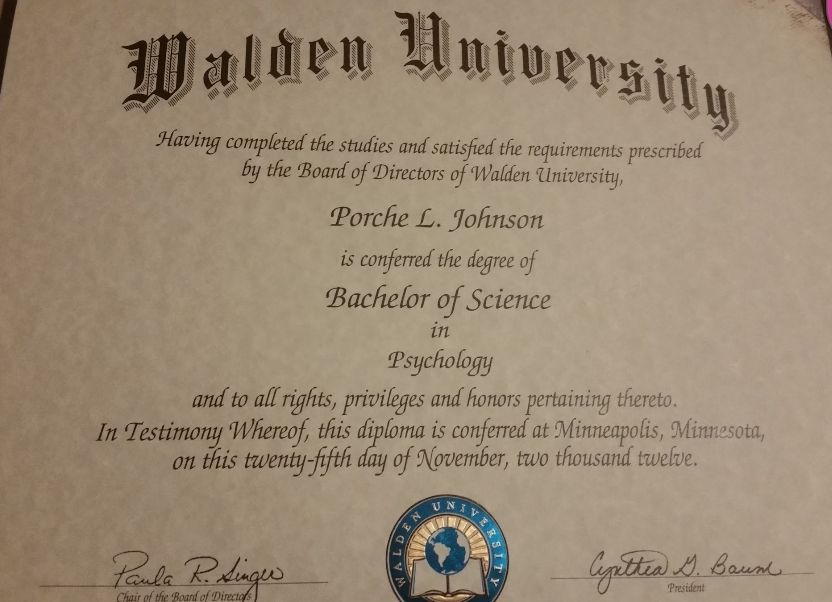 Walden University
Having completed the studies and satisfied the requirements prescribed
by the Board of Directors of Walden University,
Porche L. Johnson
is conferred the degree of
Bachelor of Science
in
Psychology
and to all rights, privileges and honors pertaining thereto.
In Testimony Whereof, this diploma is conferred at Minneapolis, Minnesota,
on this twenty-fifth day of November, two thousand twelve.
WALDEN UNIVERSITY
Paula R. Singer
Chair of the Board of Directors
Cynthia G. Baum
President